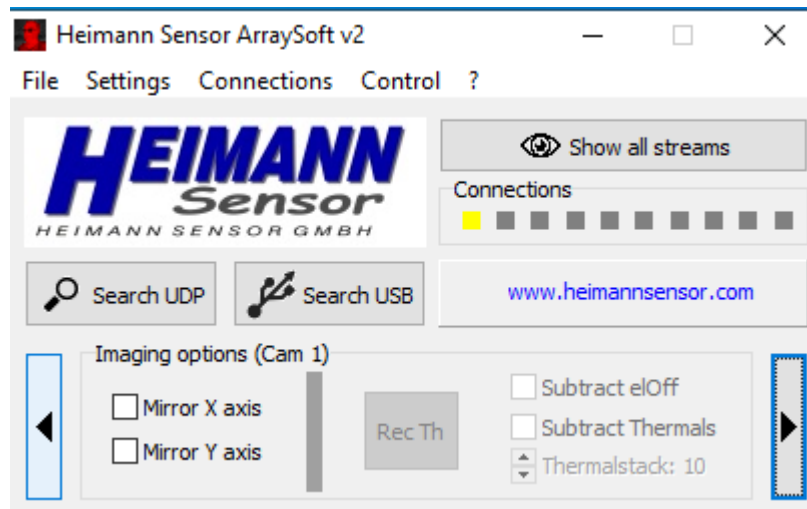 Heimann Sensor ArraySoft v2
File Settings Connections Control ?
HEIMANN
Sensor
HEIMANN SENSOR GMBH
Show all streams
Connections
Search UDP
Search USB
www.heimannsensor.com
Imaging options (Cam 1)
Mirror X axis
Mirror Y axis
Rec Th
Subtract elOff
Subtract Thermals
Thermalstack: 10